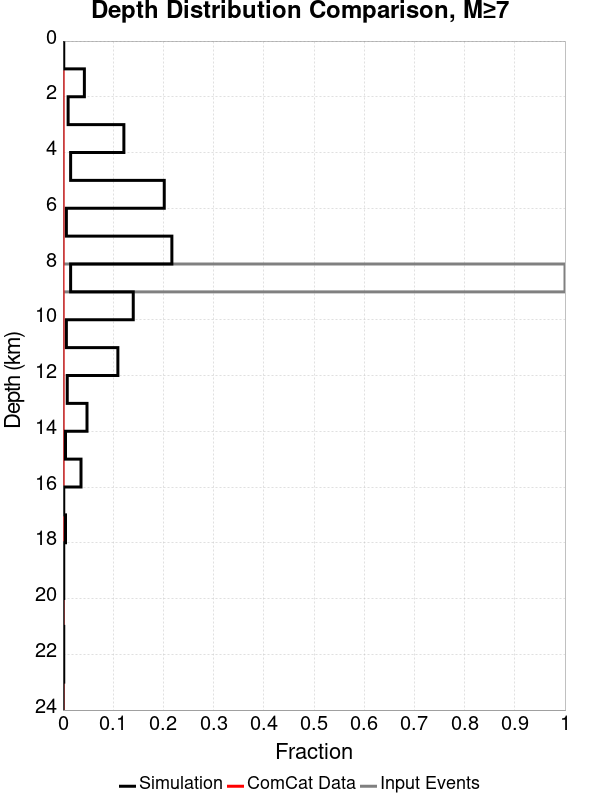 Depth Distribution Comparison, M≥7
0
2
4
6
8
10
12
14
16
18
20
22
24
Depth (km)
0 0.1 0.2 0.3 0.4 0.5 0.6 0.7 0.8 0.9 1
Fraction
Simulation ComCat Data Input Events